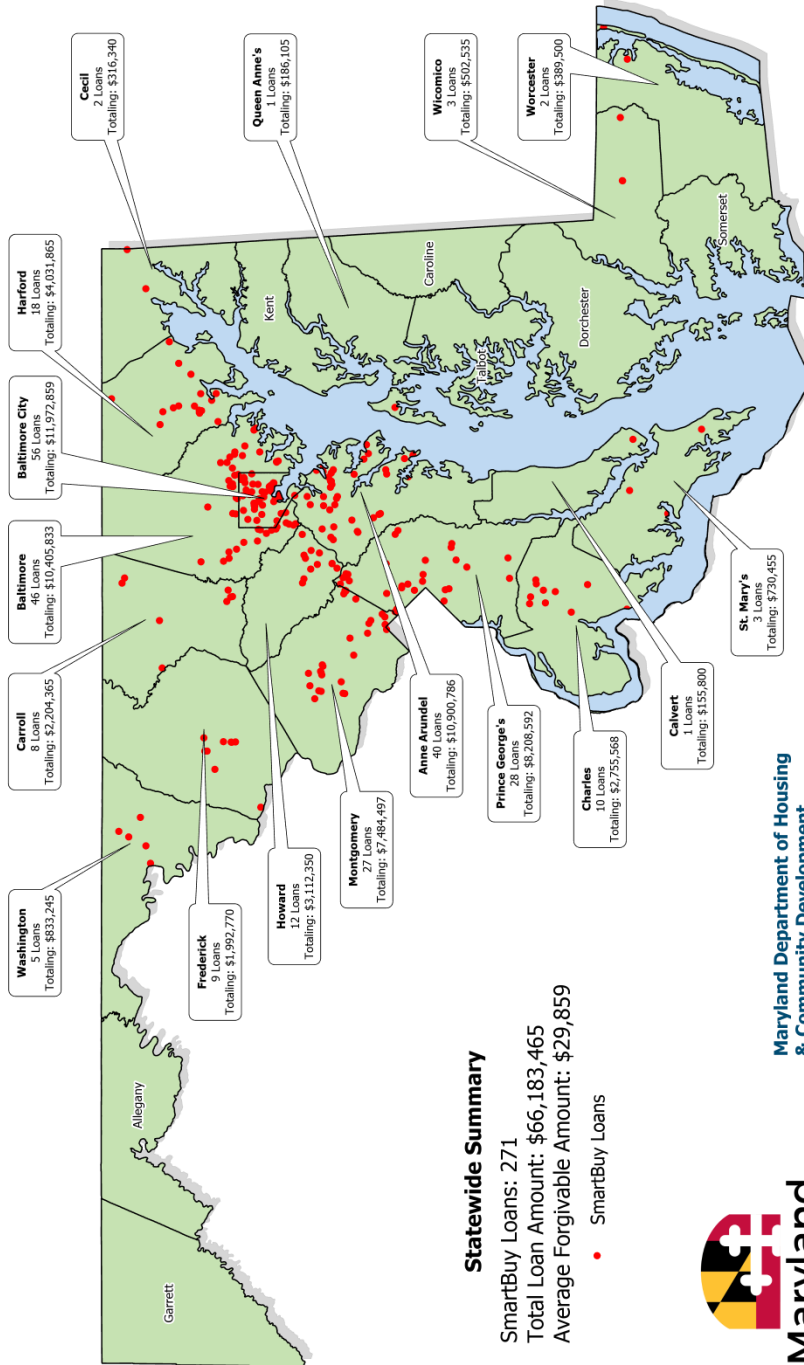 Washington
5 Loans
Totaling: $833,245
Carroll
8 Loans
Totaling: $2,204,365
Baltimore
46 Loans
Totaling: $10,405,833
Baltimore City
56 Loans
Totaling: $11,972,859
Harford
18 Loans
Totaling: $4,031,865
Cecil
2 Loans
Totaling: $316,340
Queen Anne's
1 Loans
Totaling: $186,105
Wicomico
3 Loans
Totaling: $502,535
Worcester
2 Loans
Totaling: $389,500
Garrett
Allegany
Kent
Caroline
Talbot
Dorchester
Somerset
Frederick
9 Loans
Totaling: $1,992,770
Howard
12 Loans
Totaling: $3,112,350
Montgomery
27 Loans
Totaling: $7,484,497
Anne Arundel
40 Loans
Totaling: $10,900,786
Prince George's
28 Loans
Totaling: $8,208,592
Charles
10 Loans
Totaling: $2,755,568
Calvert
1 Loans
Totaling: $155,800
St. Mary's
3 Loans
Totaling: $730,455
Statewide Summary
SmartBuy Loans: 271
Total Loan Amount: $66,183,465
Average Forgivable Amount: $29,859
SmartBuy Loans
Maryland
Maryland Department of Housing
& Community Development